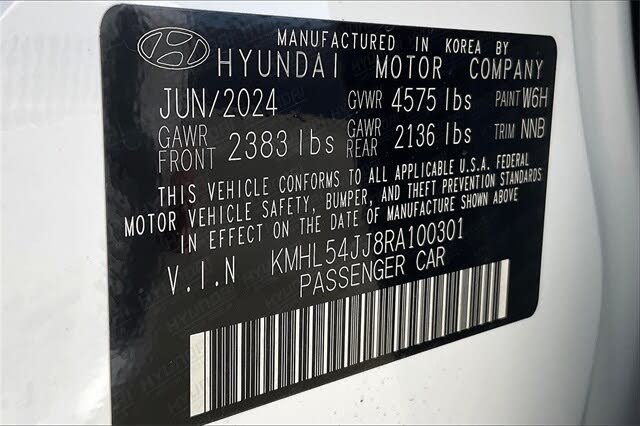 MANUFACTURED IN KOREA BY
HYUNDAI MOTOR COMPANY
JUN/2024 GVWR 4575 lbs PAINT W6H
GAWR FRONT 2383 lbs GAWR REAR 2136 lbs TRIM NNB
THIS VEHICLE CONFORMS TO ALL APPLICABLE U.S.A. FEDERAL
MOTOR VEHICLE SAFETY, BUMPER, AND THEFT PREVENTION STANDARDS
IN EFFECT ON THE DATE OF MANUFACTURE SHOWN ABOVE
V.I.N KMHL54JJ8RA100301
PASSENGER CAR